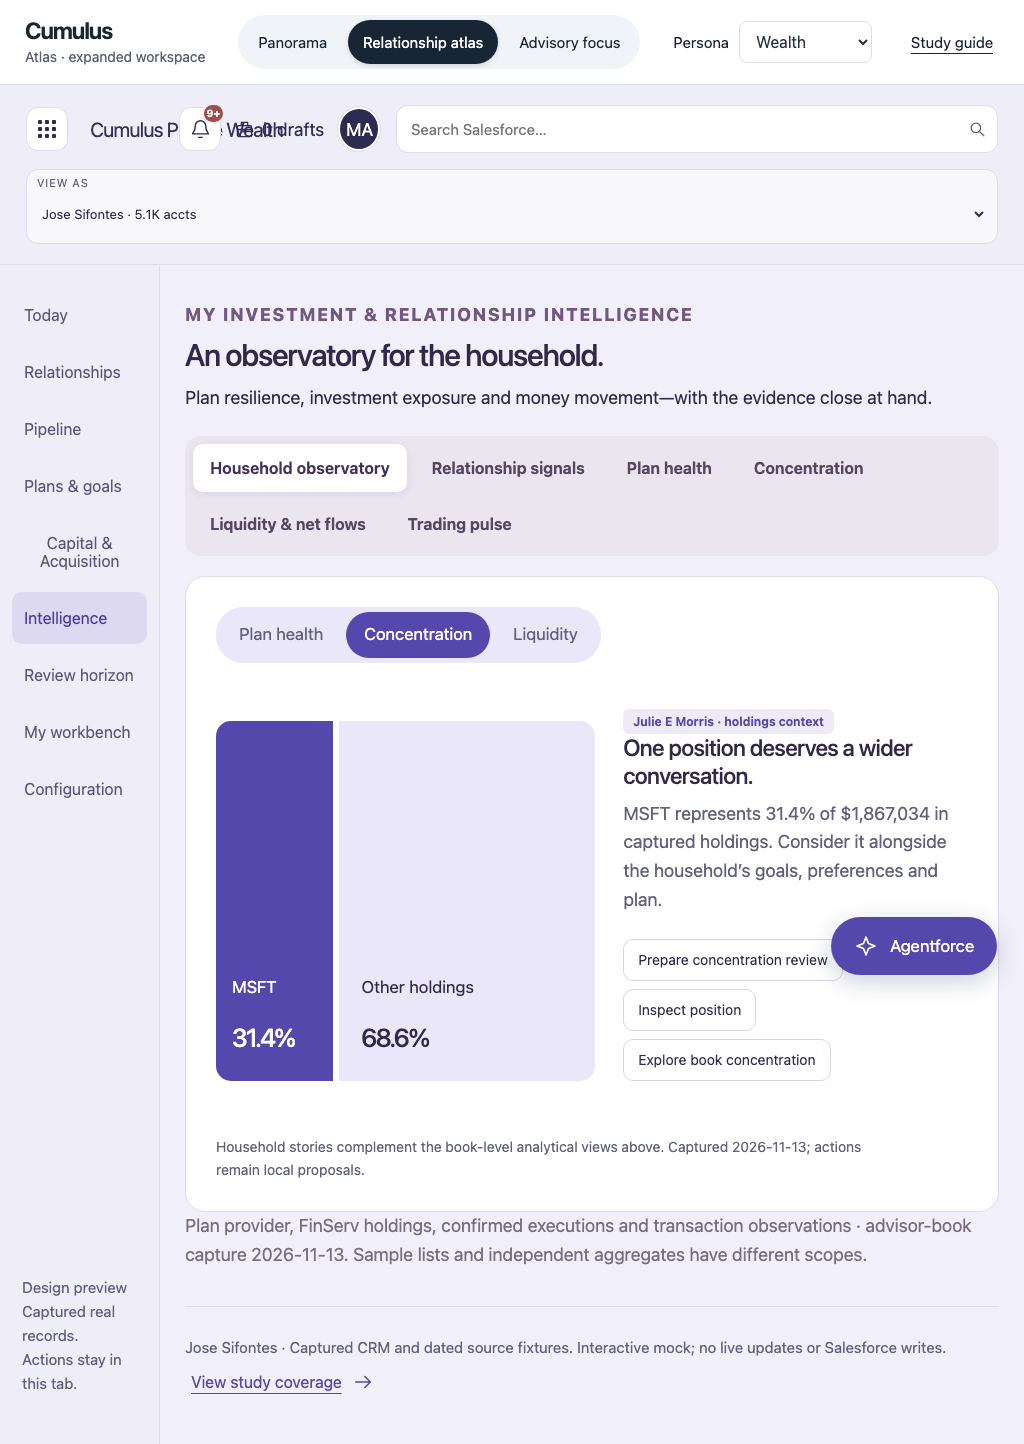 Cumulus
Atlas · expanded workspace
Panorama
Relationship atlas
Advisory focus
Persona
Wealth
Study guide
Cumulus P
Wealth
9+
drafts
MA
Search Salesforce...
VIEW AS
Jose Sifontes · 5.1K accts
Today
Relationships
Pipeline
Plans & goals
Capital &
Acquisition
Intelligence
Review horizon
My workbench
Configuration
Design preview
Captured real
records.
Actions stay in
this tab.
MY INVESTMENT & RELATIONSHIP INTELLIGENCE
An observatory for the household.
Plan resilience, investment exposure and money movement—with the evidence close at hand.
Household observatory
Relationship signals
Plan health
Concentration
Liquidity & net flows
Trading pulse
Plan health
Concentration
Liquidity
MSFT
31.4%
Other holdings
68.6%
Julie E Morris · holdings context
One position deserves a wider
conversation.
MSFT represents 31.4% of $1,867,034 in
captured holdings. Consider it alongside
the household’s goals, preferences and
plan.
Prepare concentration review
Agentforce
Inspect position
Explore book concentration
Household stories complement the book-level analytical views above. Captured 2026-11-13; actions
remain local proposals.
Plan provider, FinServ holdings, confirmed executions and transaction observations · advisor-book
capture 2026-11-13. Sample lists and independent aggregates have different scopes.
Jose Sifontes · Captured CRM and dated source fixtures. Interactive mock; no live updates or Salesforce writes.
View study coverage